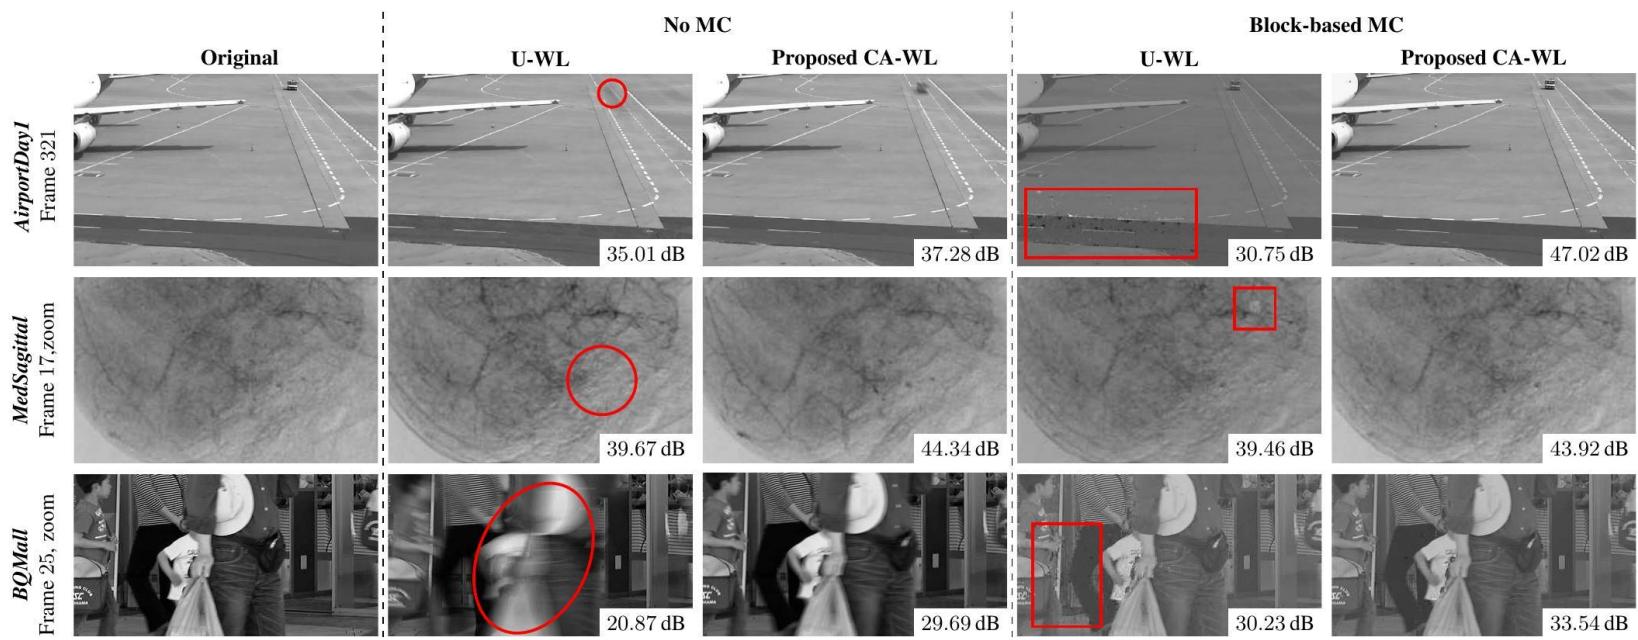 No MC
Block-based MC
Original
U-WL
Proposed CA-WL
U-WL
Proposed CA-WL
AirportDay1
Frame 321
35.01 dB
37.28 dB
30.75 dB
47.02 dB
MedSagittal
Frame 17,zoom
39.67 dB
44.34 dB
39.46 dB
43.92 dB
BQMall
Frame 25, zoom
20.87 dB
29.69 dB
30.23 dB
33.54 dB